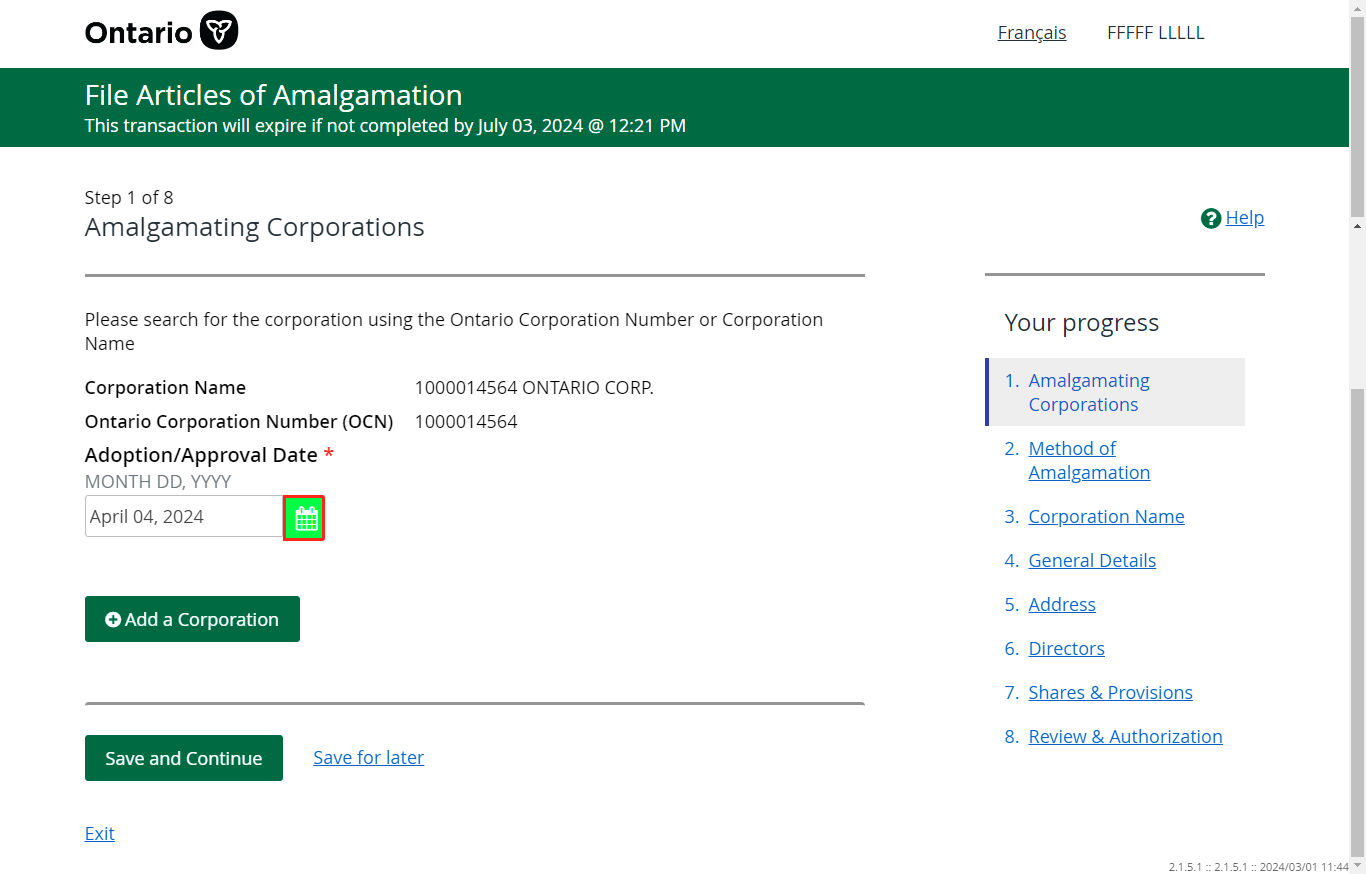 Ontario
Français
FFFFF LLLLL
File Articles of Amalgamation
This transaction will expire if not completed by July 03, 2024 @ 12:21 PM
Step 1 of 8
Amalgamating Corporations
? Help
Please search for the corporation using the Ontario Corporation Number or Corporation
Name
Corporation Name 1000014564 ONTARIO CORP.
Ontario Corporation Number (OCN) 1000014564
Adoption/Approval Date *
MONTH DD, YYYY
April 04, 2024
Add a Corporation
Save and Continue
Save for later
Exit
Your progress
1. Amalgamating
Corporations
2. Method of
Amalgamation
3. Corporation Name
4. General Details
5. Address
6. Directors
7. Shares & Provisions
8. Review & Authorization
2.1.5.1 :: 2.1.5.1 :: 2024/03/01 11:44